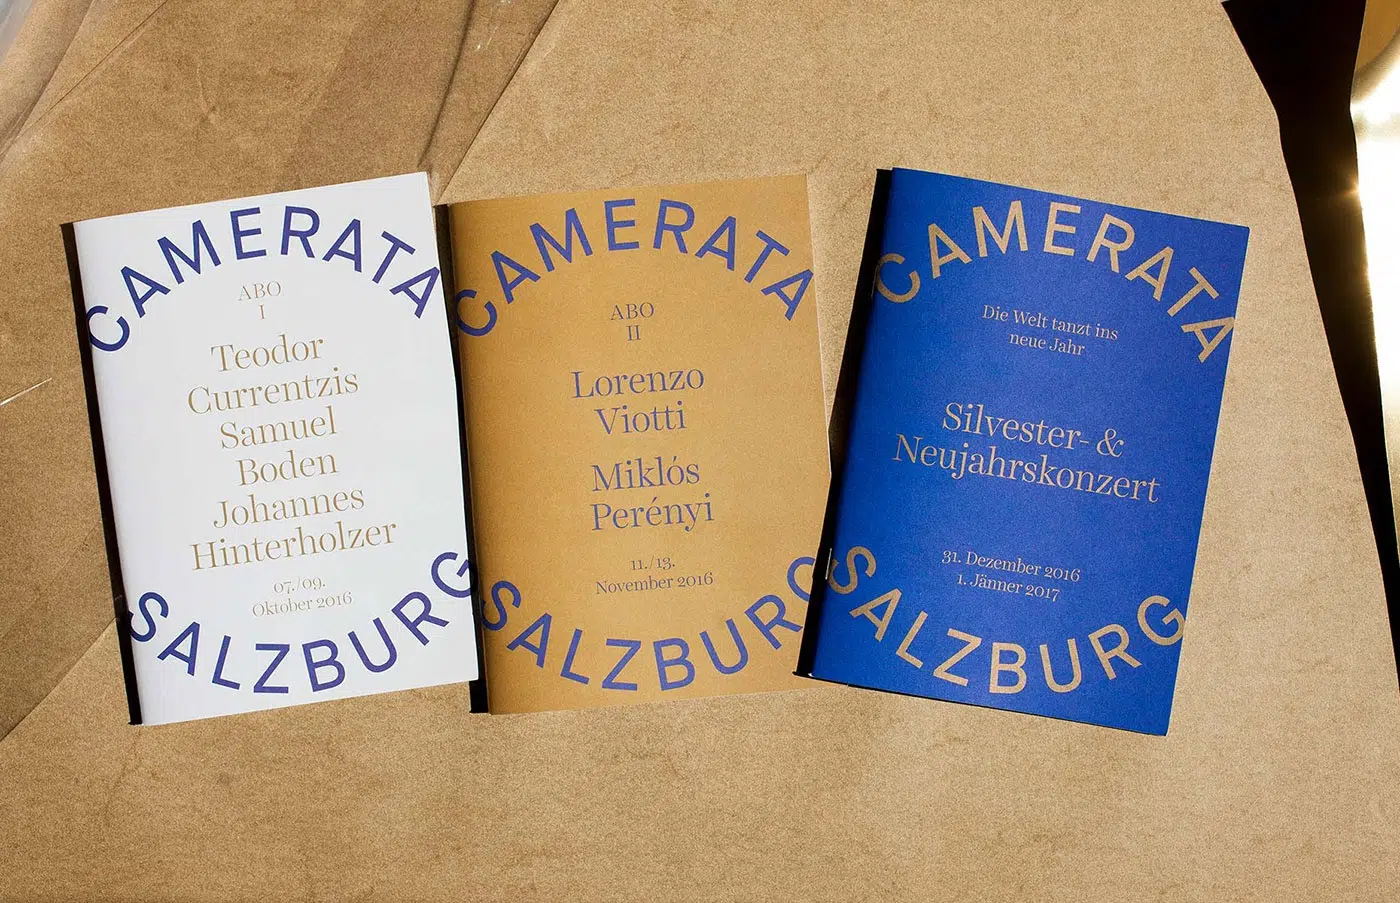 CAMERATA
ABO
I
Teodor
Currentzis
Samuel
Boden
Johannes
Hinterholzer
07./09.
Oktober 2016
SALZBURG
CAMERATA
ABO
II
Lorenzo
Viotti
Miklós
Perényi
11./13.
November 2016
SALZBURG
CAMERATA
Die Welt tanzt ins
neue Jahr
Silvester- &
Neujahrskonzert
31. Dezember 2016
1. Jänner 2017
SALZBURG